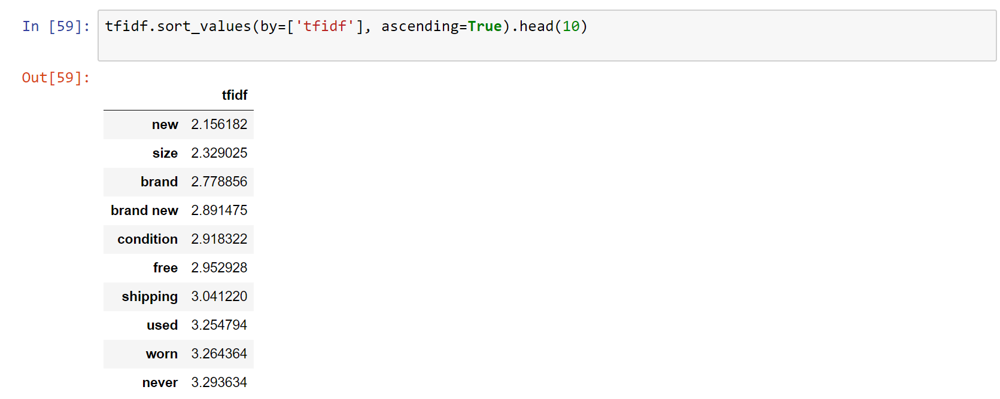 In [59]: tfidf.sort_values(by=['tfidf'], ascending=True).head(10)
Out[59]:
tfidf
new 2.156182
size 2.329025
brand 2.778856
brand new 2.891475
condition 2.918322
free 2.952928
shipping 3.041220
used 3.254794
worn 3.264364
never 3.293634